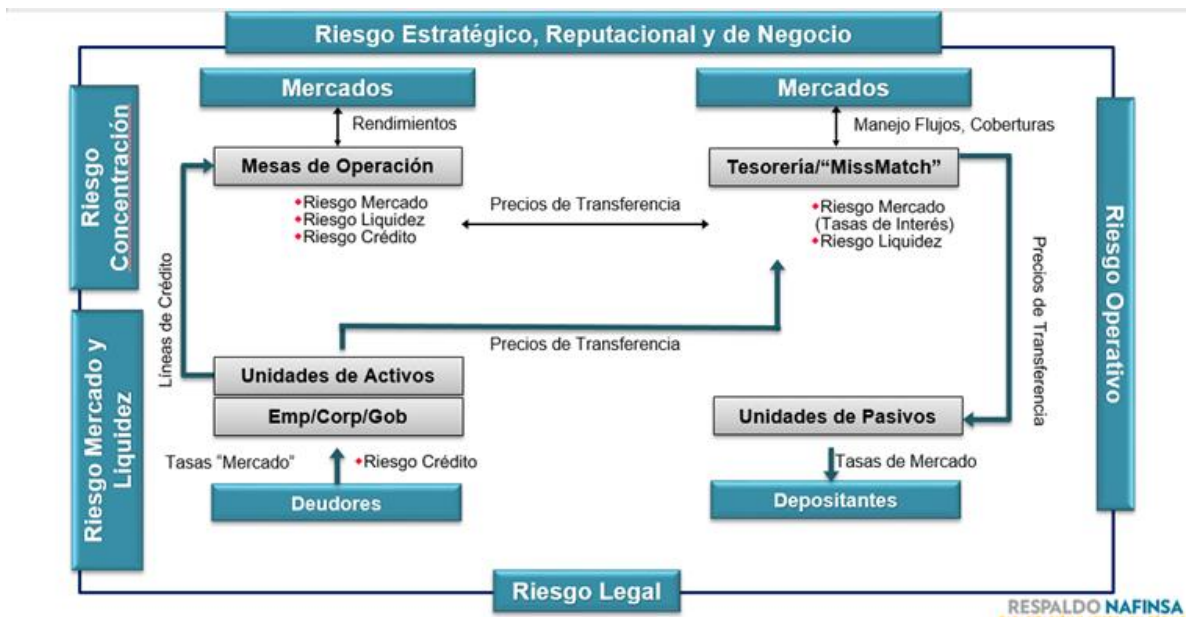 Riesgo Estratégico, Reputacional y de Negocio
Mercados
Mercados
Rendimientos
Manejo Flujos, Coberturas
Riesgo
Concentración
Mesas de Operación
Tesorería/“MissMatch”
Riesgo Mercado
Riesgo Liquidez
Riesgo Crédito
Precios de Transferencia
Riesgo Mercado
(Tasas de Interés)
Riesgo Liquidez
Precios de Transferencia
Riesgo Operativo
Líneas de Crédito
Precios de Transferencia
Riesgo Mercado y
Liquidez
Unidades de Activos
Emp/Corp/Gob
Unidades de Pasivos
Tasas “Mercado”
Riesgo Crédito
Tasas de Mercado
Deudores
Depositantes
Riesgo Legal
RESPALDO NAFINSA